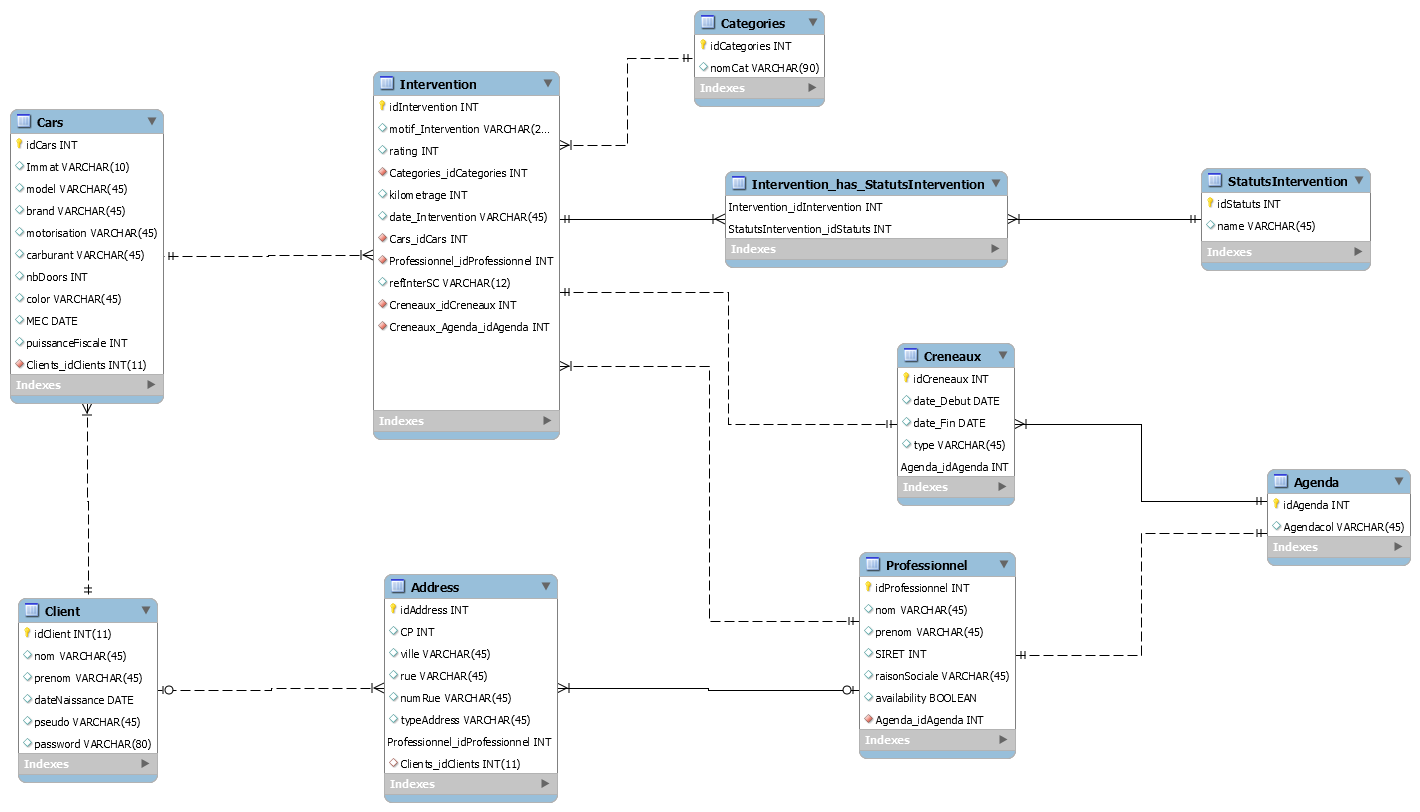 Categories
idCategories INT
nomCat VARCHAR(90)
Indexes
Intervention
idIntervention INT
motif_Intervention VARCHAR(2...
rating INT
Categories_idCategories INT
kilometrage INT
date_Intervention VARCHAR(45)
Cars_idCars INT
Professionnel_idProfessionnel INT
refInterSC VARCHAR(12)
Creneaux_idCreneaux INT
Creneaux_Agenda_idAgenda INT
Indexes
Cars
idCars INT
Immat VARCHAR(10)
model VARCHAR(45)
brand VARCHAR(45)
motorisation VARCHAR(45)
carburant VARCHAR(45)
nbDoors INT
color VARCHAR(45)
MEC DATE
puissanceFiscale INT
Clients_idClients INT(11)
Indexes
Intervention_has_StatutsIntervention
Intervention_idIntervention INT
StatutsIntervention_idStatuts INT
Indexes
StatutsIntervention
idStatuts INT
name VARCHAR(45)
Indexes
Creneaux
idCreneaux INT
date_Debut DATE
date_Fin DATE
type VARCHAR(45)
Agenda_idAgenda INT
Indexes
Agenda
idAgenda INT
Agendacol VARCHAR(45)
Indexes
Professionnel
idProfessionnel INT
nom VARCHAR(45)
prenom VARCHAR(45)
SIRET INT
raisonSociale VARCHAR(45)
availability BOOLEAN
Agenda_idAgenda INT
Indexes
Address
idAddress INT
CP INT
ville VARCHAR(45)
rue VARCHAR(45)
numRue VARCHAR(45)
typeAddress VARCHAR(45)
Professionnel_idProfessionnel INT
Clients_idClients INT(11)
Indexes
Client
idClient INT(11)
nom VARCHAR(45)
prenom VARCHAR(45)
dateNaissance DATE
pseudo VARCHAR(45)
password VARCHAR(80)
Indexes